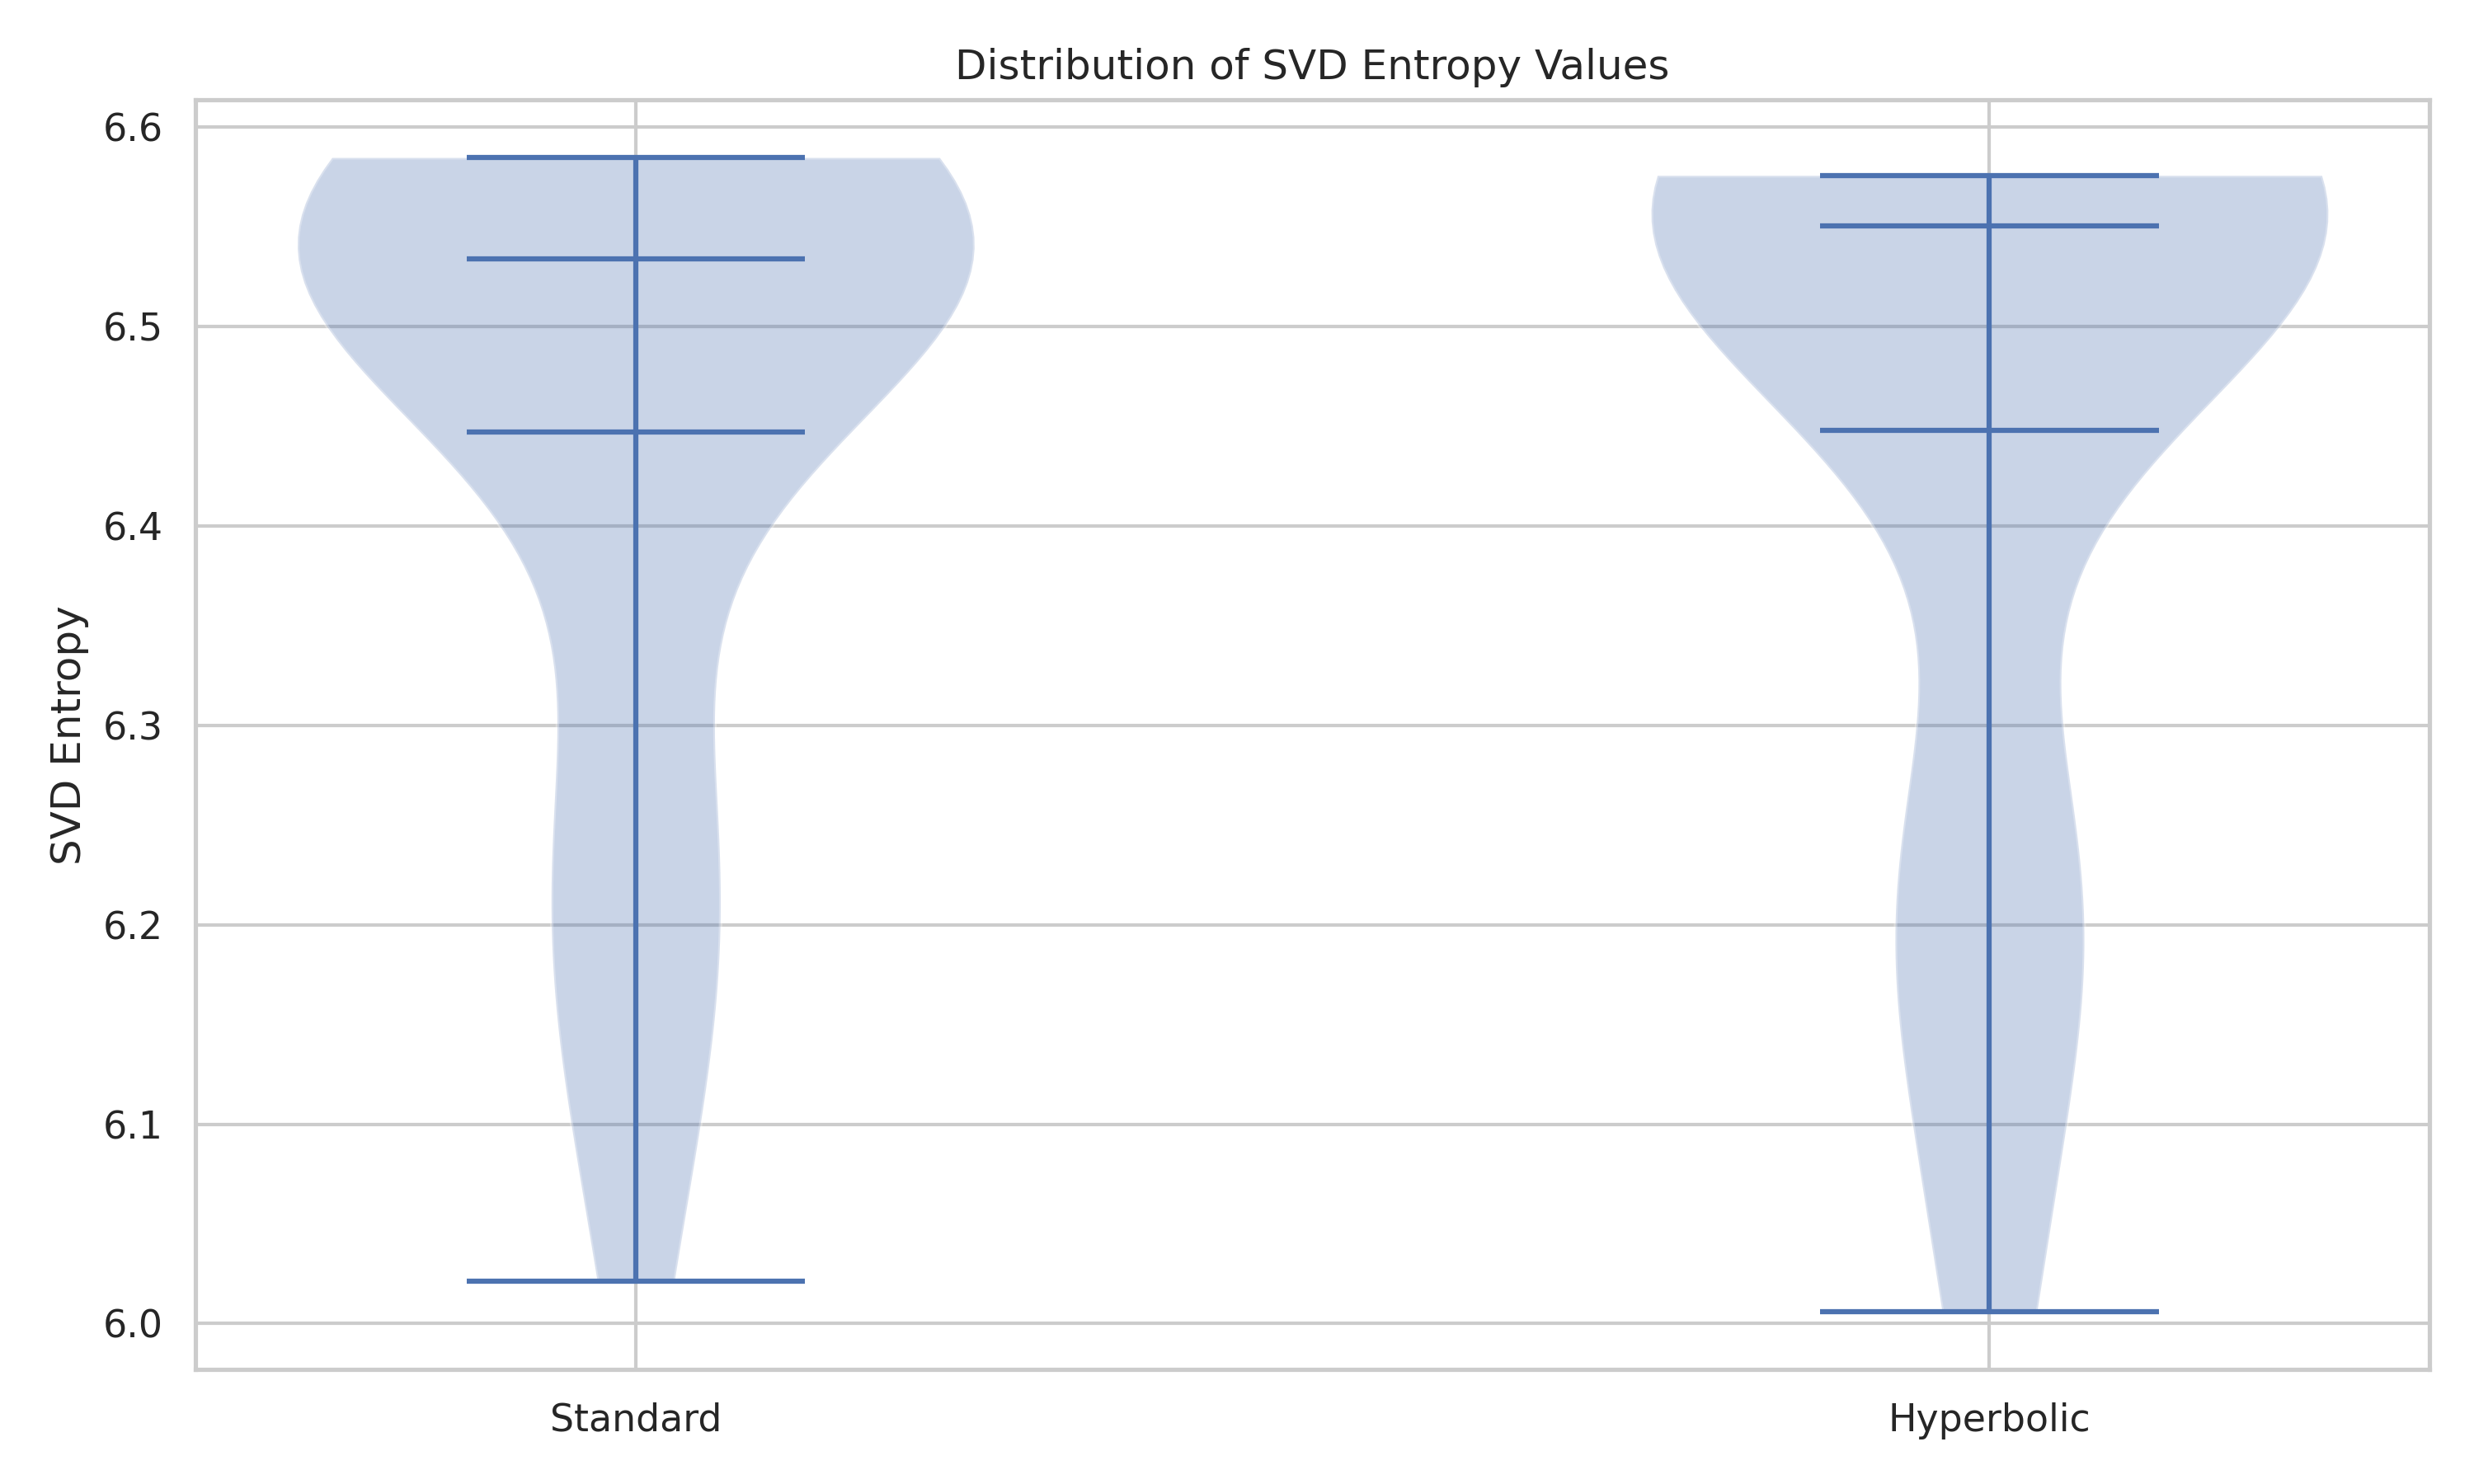 Distribution of SVD Entropy Values
6.6
6.5
6.4
6.3
6.2
6.1
6.0
SVD Entropy
Standard
Hyperbolic